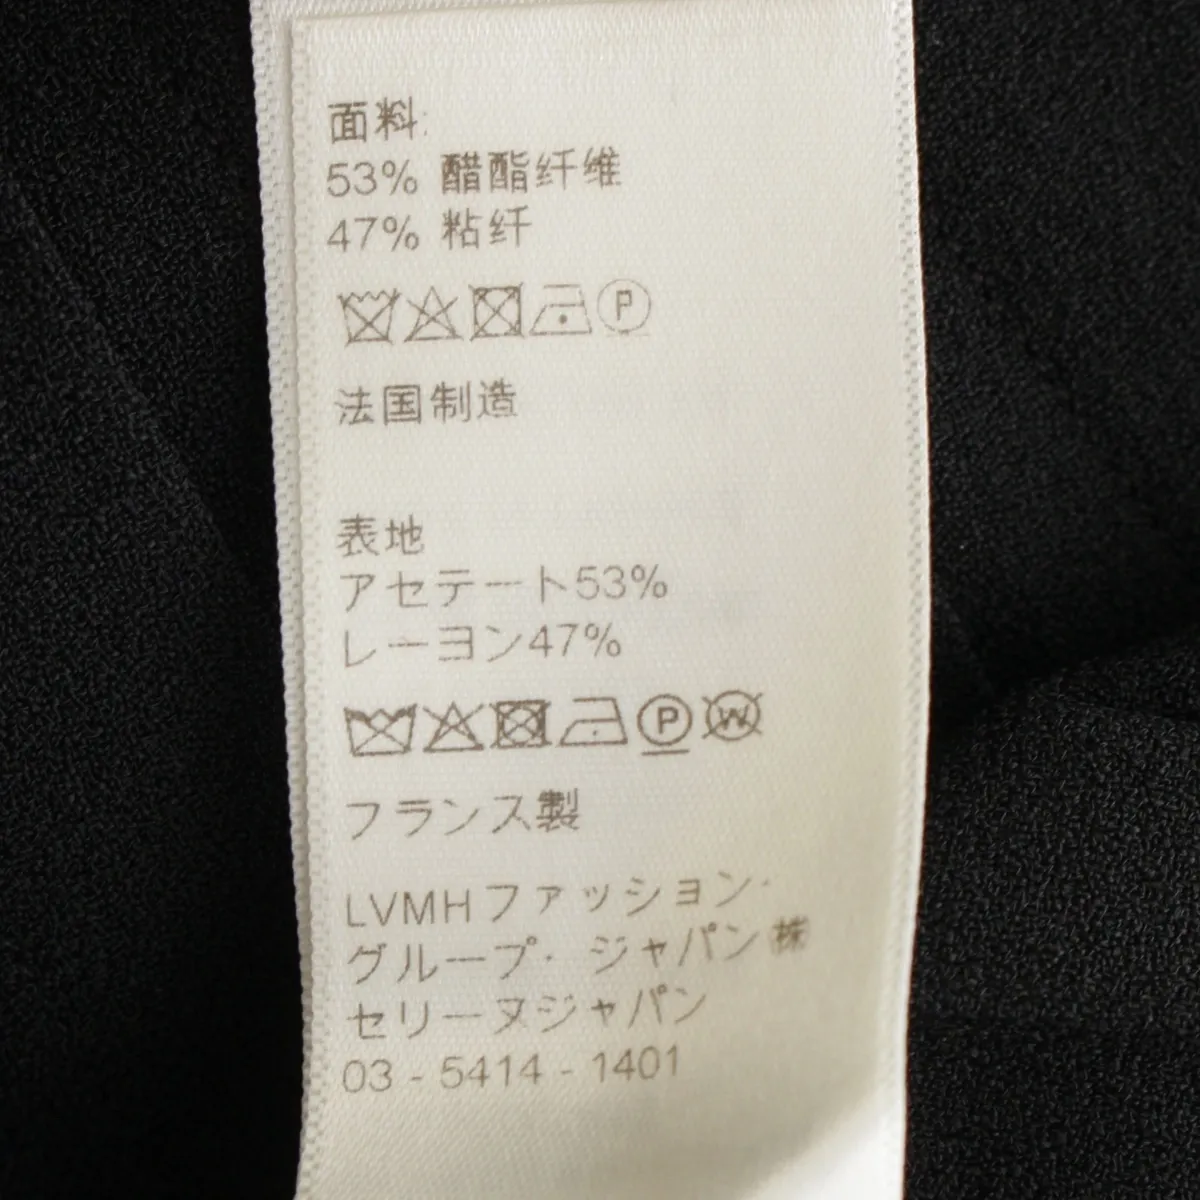 面料:
53% 醋酯纤维
47% 粘纤
P
法国制造
表地
アセテート53%
レーヨン47%
P W
フランス製
LVMHファッション・
グループ・ジャパン㈱
セリーヌジャパン
03 - 5414 - 1401